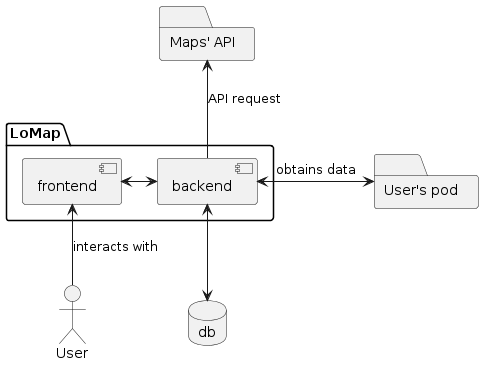 Maps' API
API request
LoMap
frontend
backend
obtains data
User's pod
interacts with
User
db